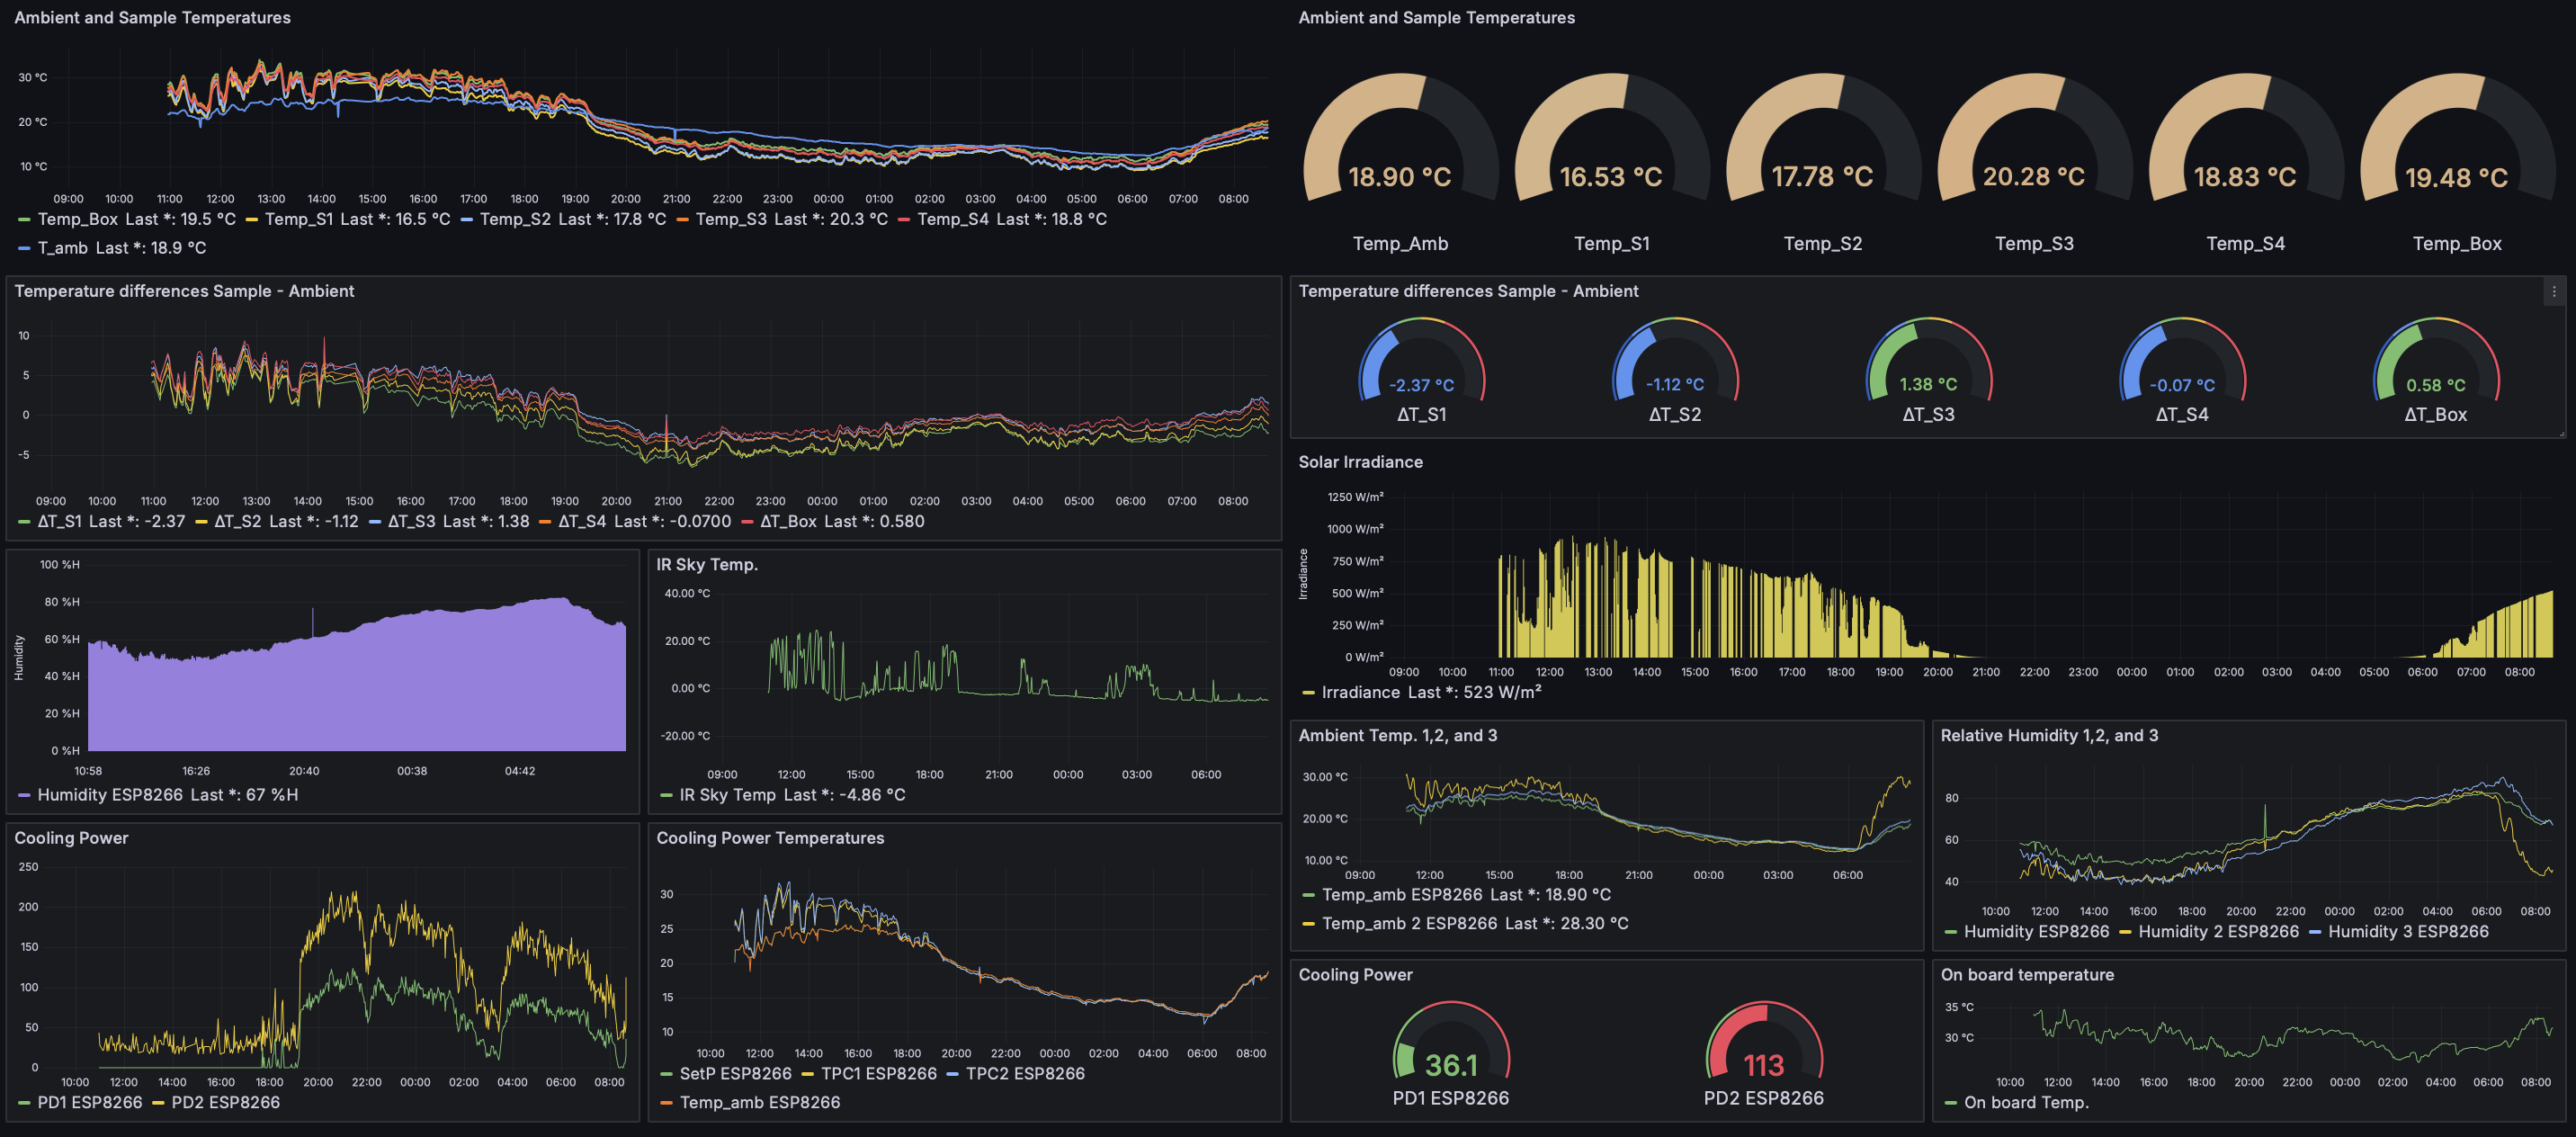 Ambient and Sample Temperatures
30 °C
20 °C
10 °C
09:00 10:00 11:00 12:00 13:00 14:00 15:00 16:00 17:00 18:00 19:00 20:00 21:00 22:00 23:00 00:00 01:00 02:00 03:00 04:00 05:00 06:00 07:00 08:00
Temp_Box Last *: 19.5 °C Temp_S1 Last *: 16.5 °C Temp_S2 Last *: 17.8 °C Temp_S3 Last *: 20.3 °C Temp_S4 Last *: 18.8 °C
T_amb Last *: 18.9 °C
Ambient and Sample Temperatures
18.90 °C 16.53 °C 17.78 °C 20.28 °C 18.83 °C 19.48 °C
Temp_Amb Temp_S1 Temp_S2 Temp_S3 Temp_S4 Temp_Box
Temperature differences Sample - Ambient
10
5
0
-5
09:00 10:00 11:00 12:00 13:00 14:00 15:00 16:00 17:00 18:00 19:00 20:00 21:00 22:00 23:00 00:00 01:00 02:00 03:00 04:00 05:00 06:00 07:00 08:00
ΔT_S1 Last *: -2.37 ΔT_S2 Last *: -1.12 ΔT_S3 Last *: 1.38 ΔT_S4 Last *: -0.0700 ΔT_Box Last *: 0.580
Temperature differences Sample - Ambient
-2.37 °C -1.12 °C 1.38 °C -0.07 °C 0.58 °C
ΔT_S1 ΔT_S2 ΔT_S3 ΔT_S4 ΔT_Box
Solar Irradiance
Irradiance
1250 W/m²
1000 W/m²
750 W/m²
500 W/m²
250 W/m²
0 W/m²
09:00 10:00 11:00 12:00 13:00 14:00 15:00 16:00 17:00 18:00 19:00 20:00 21:00 22:00 23:00 00:00 01:00 02:00 03:00 04:00 05:00 06:00 07:00 08:00
Irradiance Last *: 523 W/m²
Humidity
100 %H
80 %H
60 %H
40 %H
20 %H
0 %H
10:58 16:26 20:40 00:38 04:42
Humidity ESP8266 Last *: 67 %H
IR Sky Temp.
40.00 °C
20.00 °C
0.00 °C
-20.00 °C
09:00 12:00 15:00 18:00 21:00 00:00 03:00 06:00
IR Sky Temp Last *: -4.86 °C
Ambient Temp. 1,2, and 3
30.00 °C
20.00 °C
10.00 °C
09:00 12:00 15:00 18:00 21:00 00:00 03:00 06:00
Temp_amb ESP8266 Last *: 18.90 °C
Temp_amb 2 ESP8266 Last *: 28.30 °C
Relative Humidity 1,2, and 3
80
60
40
10:00 12:00 14:00 16:00 18:00 20:00 22:00 00:00 02:00 04:00 06:00 08:00
Humidity ESP8266 Humidity 2 ESP8266 Humidity 3 ESP8266
Cooling Power
250
200
150
100
50
0
10:00 12:00 14:00 16:00 18:00 20:00 22:00 00:00 02:00 04:00 06:00 08:00
PD1 ESP8266 PD2 ESP8266
Cooling Power Temperatures
30
25
20
15
10
10:00 12:00 14:00 16:00 18:00 20:00 22:00 00:00 02:00 04:00 06:00 08:00
SetP ESP8266 TPC1 ESP8266 TPC2 ESP8266
Temp_amb ESP8266
Cooling Power
36.1 113
PD1 ESP8266 PD2 ESP8266
On board temperature
35 °C
30 °C
10:00 12:00 14:00 16:00 18:00 20:00 22:00 00:00 02:00 04:00 06:00 08:00
On board Temp.